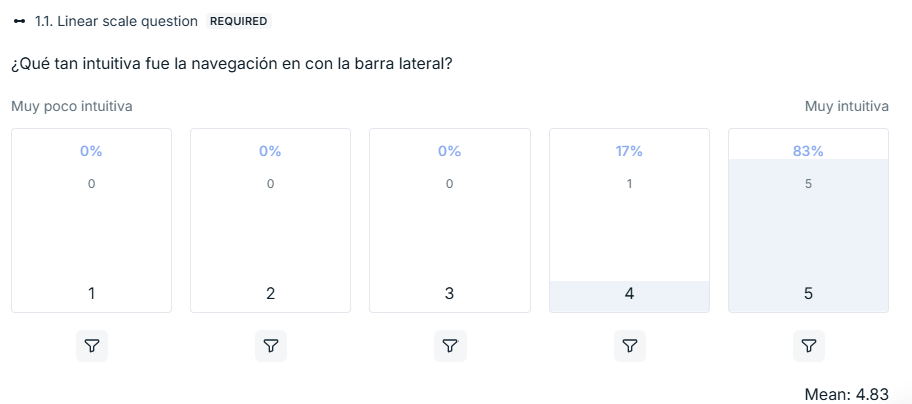 1.1. Linear scale question REQUIRED
¿Qué tan intuitiva fue la navegación en con la barra lateral?
Muy poco intuitiva Muy intuitiva
0% 0% 0% 17% 83%
0 0 0 1 5
1 2 3 4 5
Mean: 4.83